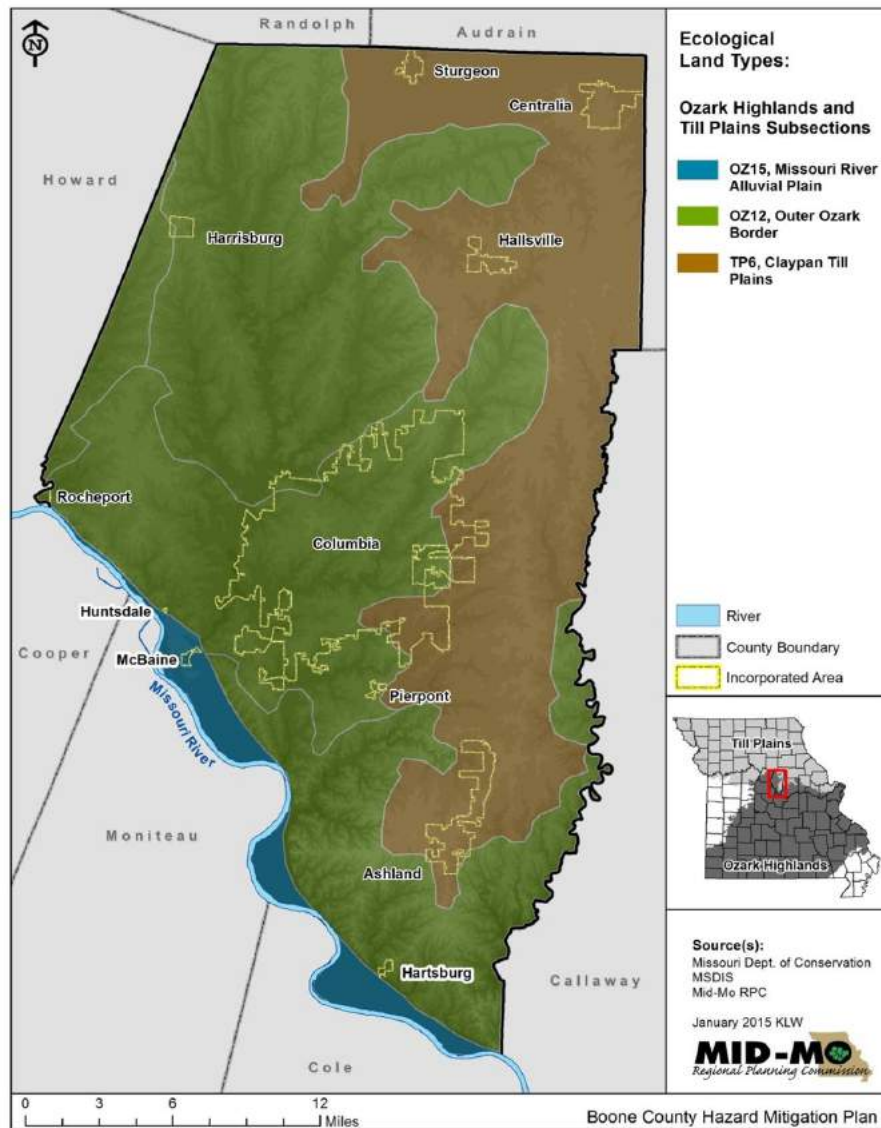 Randolph
Audrain
N
Sturgeon
Centralia
Howard
Harrisburg
Hallsville
Rocheport
Columbia
Huntsdale
Cooper
McBaine
Pierpont
Missouri River
Moniteau
Ashland
Hartsburg
Callaway
Cole
0 3 6 12
Miles
Ecological
Land Types:
Ozark Highlands and
Till Plains Subsections
OZ15, Missouri River
Alluvial Plain
OZ12, Outer Ozark
Border
TP6, Claypan Till
Plains
River
County Boundary
Incorporated Area
Till Plains
Ozark Highlands
Source(s):
Missouri Dept. of Conservation
MSDIS
Mid-Mo RPC
January 2015 KLW
MID-MO
Regional Planning Commission
Boone County Hazard Mitigation Plan